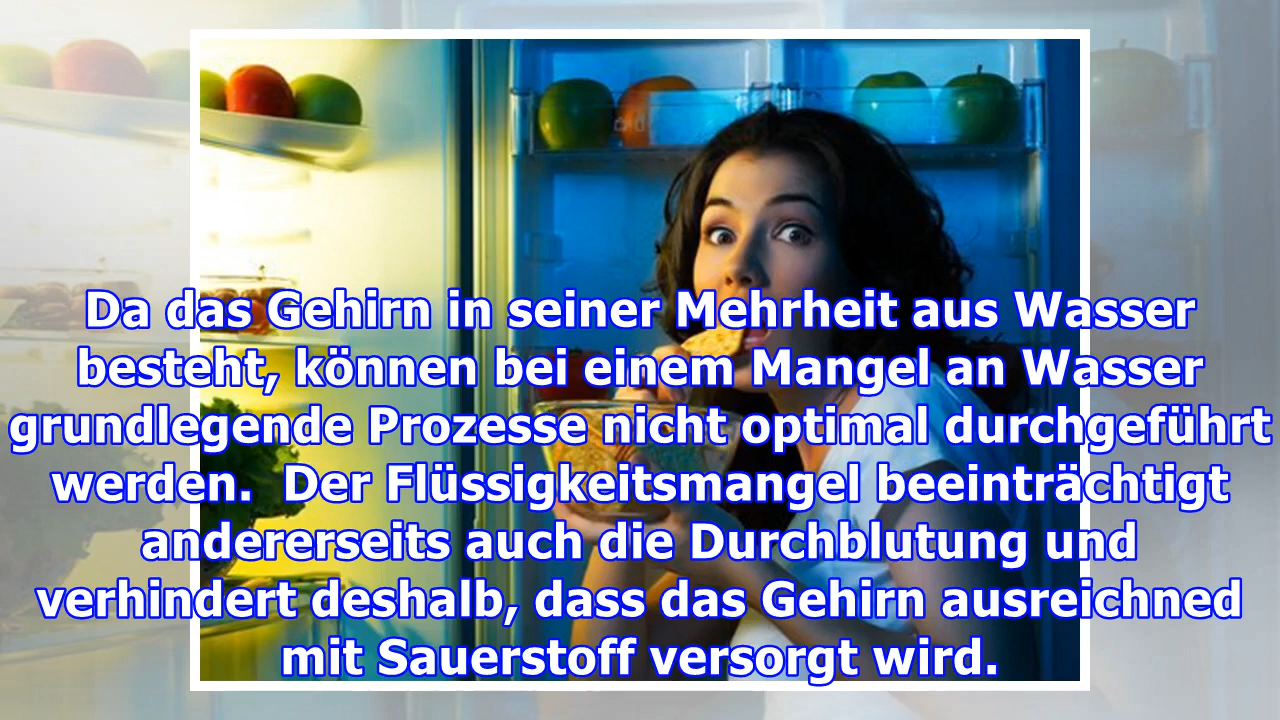 Da das Gehirn in seiner Mehrheit aus Wasser
besteht, können bei einem Mangel an Wasser
grundlegende Prozesse nicht optimal durchgeführt
werden.  Der Flüssigkeitsmangel beeinträchtigt
andererseits auch die Durchblutung und
verhindert deshalb, dass das Gehirn ausreichned
mit Sauerstoff versorgt wird.